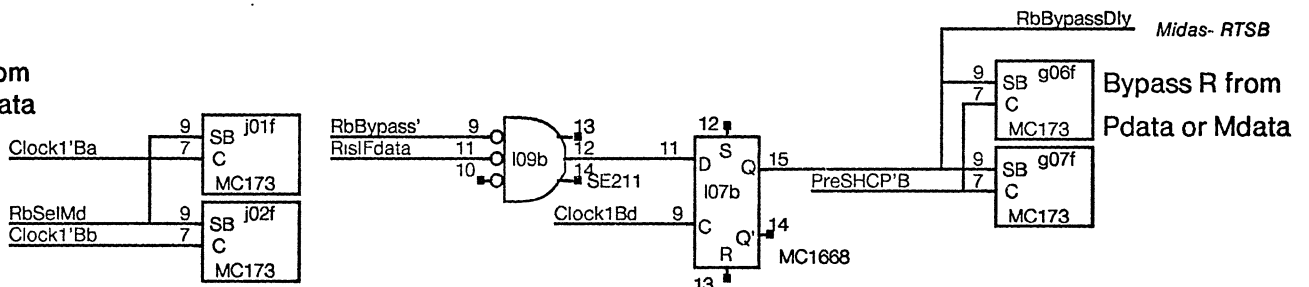 RbBypassDly
Midas- RTSB
om
ata
9 SB g06f
7 C
MC173
Bypass R from
Pdata or Mdata
9 SB j01f
Clock1'Ba 7 C
MC173
RbBypass' 9
RisIFdata 11
10
l09b
13
12
14
SE211
12
S
11 D Q 15
l07b
Clock1Bd 9 C
Q' 14
R
13
MC1668
9 SB g07f
PreSHCP'B 7 C
MC173
RbSelMd 9 SB j02f
Clock1'Bb 7 C
MC173